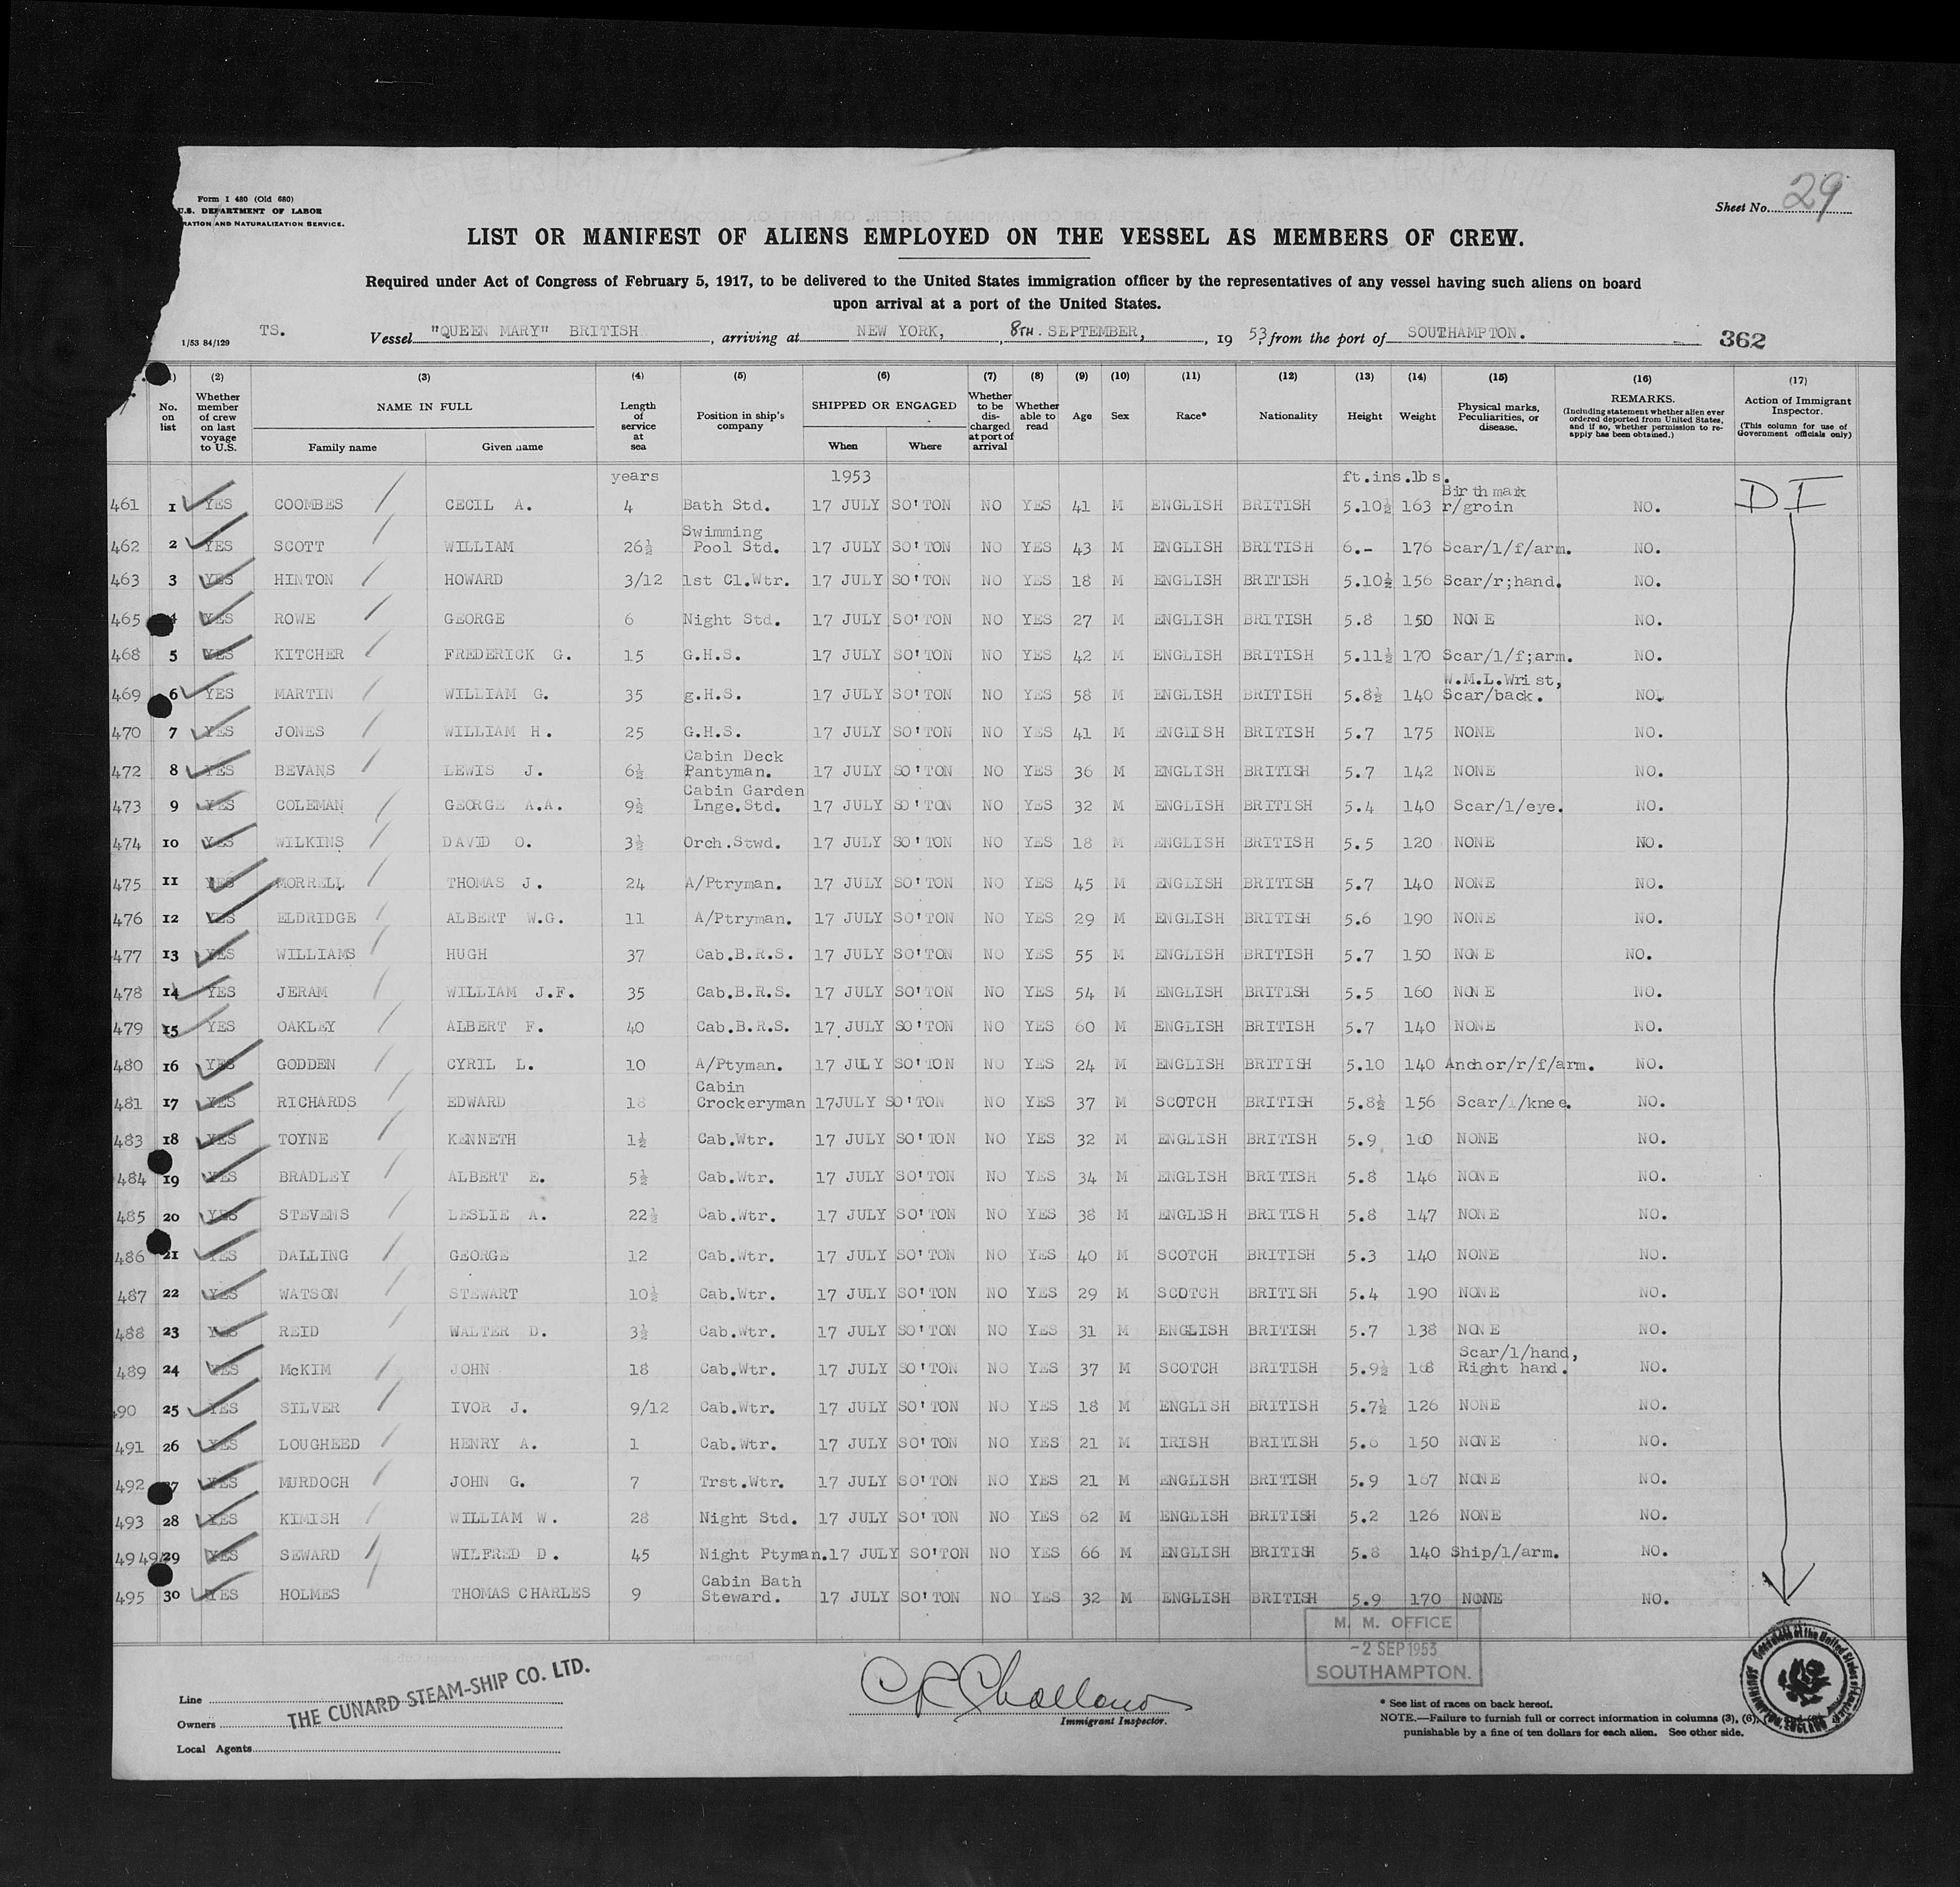 Form I 480 (Old 680)
U.S. DEPARTMENT OF LABOR
RATION AND NATURALIZATION SERVICE.
Sheet No. 29
LIST OR MANIFEST OF ALIENS EMPLOYED ON THE VESSEL AS MEMBERS OF CREW.
Required under Act of Congress of February 5, 1917, to be delivered to the United States immigration officer by the representatives of any vessel having such aliens on board
upon arrival at a port of the United States.
1/53 84/129 TS. Vessel "QUEEN MARY" BRITISH, arriving at NEW YORK, 8TH. SEPTEMBER, 19 53 from the port of SOUTHAMPTON. 362
(2) (3) (4) (5) (6) (7) (8) (9) (10) (11) (12) (13) (14) (15) (16) (17)
No. on list
Whether member of crew on last voyage to U.S.
NAME IN FULL
Family name
Given name
Length of service at sea
Position in ship's company
SHIPPED OR ENGAGED
When
Where
Whether to be discharged at port of arrival
Whether able to read
Age
Sex
Race*
Nationality
Height
Weight
Physical marks, Peculiarities, or disease.
REMARKS.
(Including statement whether alien ever ordered deported from United States, and if so, whether permission to re-apply has been obtained.)
Action of Immigrant Inspector.
(This column for use of Government officials only)
years 1953 ft.ins.lbs.
461 1 YES COOMBES CECIL A. 4 Bath Std. 17 JULY SO'TON NO YES 41 M ENGLISH BRITISH 5.10½ 163 Birthmark r/groin NO. DI
462 2 YES SCOTT WILLIAM 26½ Swimming Pool Std. 17 JULY SO'TON NO YES 43 M ENGLISH BRITISH 6.- 176 Scar/l/f/arm. NO.
463 3 YES HINTON HOWARD 3/12 1st Cl.Wtr. 17 JULY SO'TON NO YES 18 M ENGLISH BRITISH 5.10½ 156 Scar/r;hand. NO.
465 4 YES ROWE GEORGE 6 Night Std. 17 JULY SO'TON NO YES 27 M ENGLISH BRITISH 5.8 150 NONE NO.
468 5 YES KITCHER FREDERICK G. 15 G.H.S. 17 JULY SO'TON NO YES 42 M ENGLISH BRITISH 5.11½ 170 Scar/l/f;arm. NO.
469 6 YES MARTIN WILLIAM G. 35 g.H.S. 17 JULY SO'TON NO YES 58 M ENGLISH BRITISH 5.8½ 140 W.M.L.Wrist, Scar/back. NO.
470 7 YES JONES WILLIAM H. 25 G.H.S. 17 JULY SO'TON NO YES 41 M ENGLISH BRITISH 5.7 175 NONE NO.
472 8 YES BEVANS LEWIS J. 6½ Cabin Deck Pantyman. 17 JULY SO'TON NO YES 36 M ENGLISH BRITISH 5.7 142 NONE NO.
473 9 YES COLEMAN GEORGE A.A. 9½ Cabin Garden Lnge.Std. 17 JULY SO'TON NO YES 32 M ENGLISH BRITISH 5.4 140 Scar/l/eye. NO.
474 10 YES WILKINS DAVID O. 3½ Orch.Stwd. 17 JULY SO'TON NO YES 18 M ENGLISH BRITISH 5.5 120 NONE NO.
475 11 YES MORRELL THOMAS J. 24 A/Ptryman. 17 JULY SO'TON NO YES 45 M ENGLISH BRITISH 5.7 140 NONE NO.
476 12 YES ELDRIDGE ALBERT W.G. 11 A/Ptryman. 17 JULY SO'TON NO YES 29 M ENGLISH BRITISH 5.6 190 NONE NO.
477 13 YES WILLIAMS HUGH 37 Cab.B.R.S. 17 JULY SO'TON NO YES 55 M ENGLISH BRITISH 5.7 150 NONE NO.
478 14 YES JERAM WILLIAM J.F. 35 Cab.B.R.S. 17 JULY SO'TON NO YES 54 M ENGLISH BRITISH 5.5 160 NONE NO.
479 15 YES OAKLEY ALBERT F. 40 Cab.B.R.S. 17 JULY SO'TON NO YES 60 M ENGLISH BRITISH 5.7 140 NONE NO.
480 16 YES GODDEN CYRIL L. 10 A/Ptyman. 17 JULY SO'TON NO YES 24 M ENGLISH BRITISH 5.10 140 Anchor/r/f/arm. NO.
481 17 YES RICHARDS EDWARD 18 Cabin Crockeryman 17JULY SO'TON NO YES 37 M SCOTCH BRITISH 5.8½ 156 Scar/l/knee. NO.
483 18 YES TOYNE KENNETH 1½ Cab.Wtr. 17 JULY SO'TON NO YES 32 M ENGLISH BRITISH 5.9 160 NONE NO.
484 19 YES BRADLEY ALBERT E. 5½ Cab.Wtr. 17 JULY SO'TON NO YES 34 M ENGLISH BRITISH 5.8 146 NONE NO.
485 20 YES STEVENS LESLIE A. 22½ Cab.Wtr. 17 JULY SO'TON NO YES 38 M ENGLISH BRITISH 5.8 147 NONE NO.
486 21 YES DALLING GEORGE 12 Cab.Wtr. 17 JULY SO'TON NO YES 40 M SCOTCH BRITISH 5.3 140 NONE NO.
487 22 YES WATSON STEWART 10½ Cab.Wtr. 17 JULY SO'TON NO YES 29 M SCOTCH BRITISH 5.4 190 NONE NO.
488 23 YES REID WALTER D. 3½ Cab.Wtr. 17 JULY SO'TON NO YES 31 M ENGLISH BRITISH 5.7 138 NONE NO.
489 24 YES McKIM JOHN 18 Cab.Wtr. 17 JULY SO'TON NO YES 37 M SCOTCH BRITISH 5.9½ 168 Scar/l/hand, Right hand. NO.
490 25 YES SILVER IVOR J. 9/12 Cab.Wtr. 17 JULY SO'TON NO YES 18 M ENGLISH BRITISH 5.7½ 126 NONE NO.
491 26 YES LOUGHEED HENRY A. 1 Cab.Wtr. 17 JULY SO'TON NO YES 21 M IRISH BRITISH 5.6 150 NONE NO.
492 27 YES MURDOCH JOHN G. 7 Trst.Wtr. 17 JULY SO'TON NO YES 21 M ENGLISH BRITISH 5.9 167 NONE NO.
493 28 YES KIMISH WILLIAM W. 28 Night Std. 17 JULY SO'TON NO YES 62 M ENGLISH BRITISH 5.2 126 NONE NO.
494 29 YES SEWARD WILFRED D. 45 Night Ptyman. 17 JULY SO'TON NO YES 66 M ENGLISH BRITISH 5.8 140 Ship/l/arm. NO.
495 30 YES HOLMES THOMAS CHARLES 9 Cabin Bath Steward. 17 JULY SO'TON NO YES 32 M ENGLISH BRITISH 5.9 170 NONE NO.
M. M. OFFICE
-2 SEP 1953
SOUTHAMPTON.
Line
Owners THE CUNARD STEAM-SHIP CO. LTD.
Local Agents
Immigrant Inspector.
* See list of races on back hereof.
NOTE.—Failure to furnish full or correct information in columns (3), (6),
punishable by a fine of ten dollars for each alien. See other side.